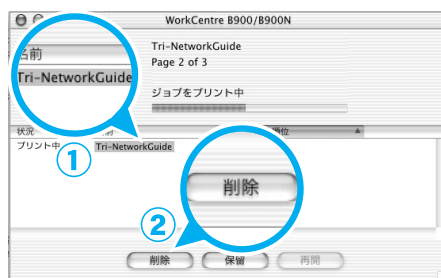 WorkCentre B900/B900N
名前
Tri-NetworkGuide
Tri-NetworkGuide
Page 2 of 3
ジョブをプリント中
状況
プリント中
Tri-NetworkGuide
①
削除
②
削除
保留
再開